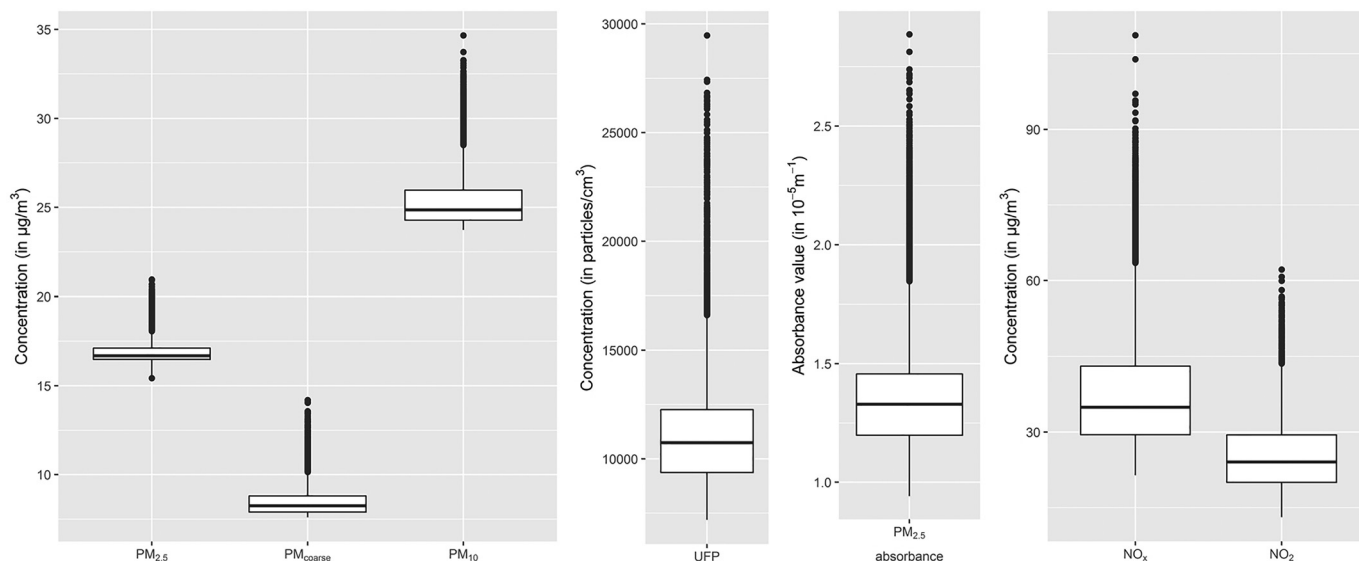 Concentration (in µg/m³)
35
30
25
20
15
10
PM₂.₅
PMcoarse
PM₁₀
Concentration (in particles/cm³)
30000
25000
20000
15000
10000
UFP
Absorbance value (in 10⁻⁵m⁻¹)
2.5
2.0
1.5
1.0
PM₂.₅
absorbance
Concentration (in µg/m³)
90
60
30
NOₓ
NO₂